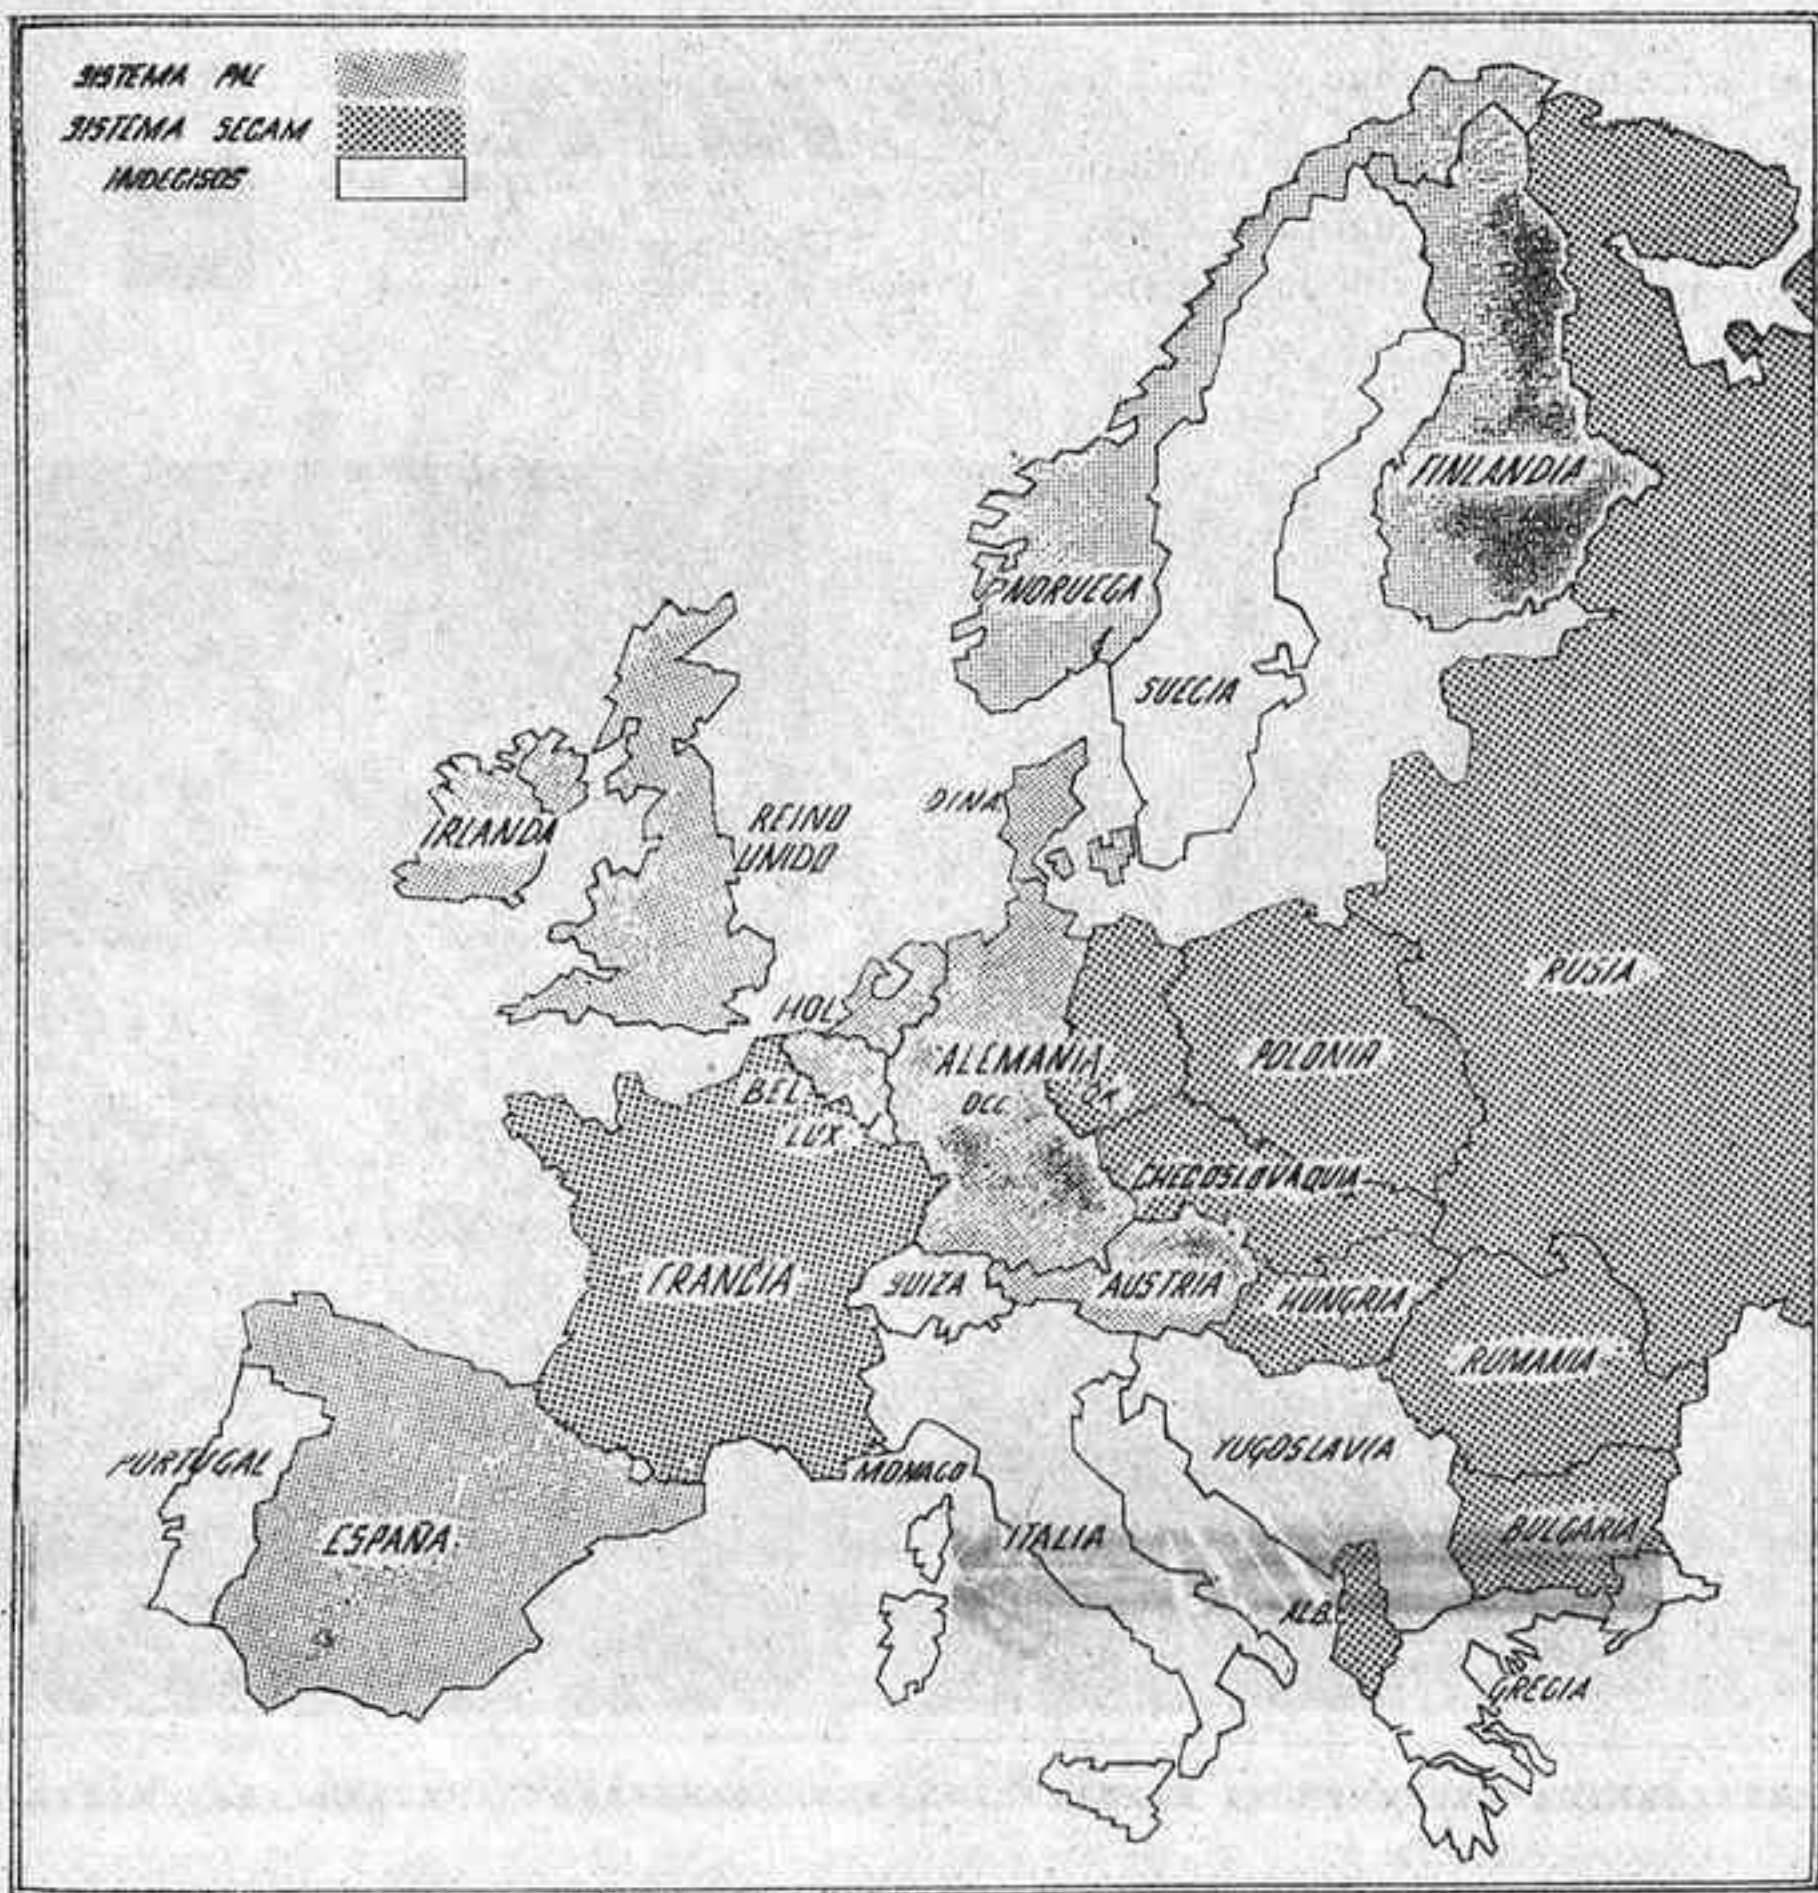 SISTEMA PAL
SISTEMA SECAM
INDECISOS
FINLANDIA
NORUEGA
SUECIA
DINA
REINO
UNIDO
IRLANDA
RUSIA
HOL
ALEMANIA
OCC
OR
POLONIA
BEL
LUX
CHECOSLOVAQUIA
FRANCIA
SUIZA
AUSTRIA
HUNGRIA
RUMANIA
PORTUGAL
MONACO
YUGOSLAVIA
ESPAÑA
ITALIA
BULGARIA
ALB.
GRECIA